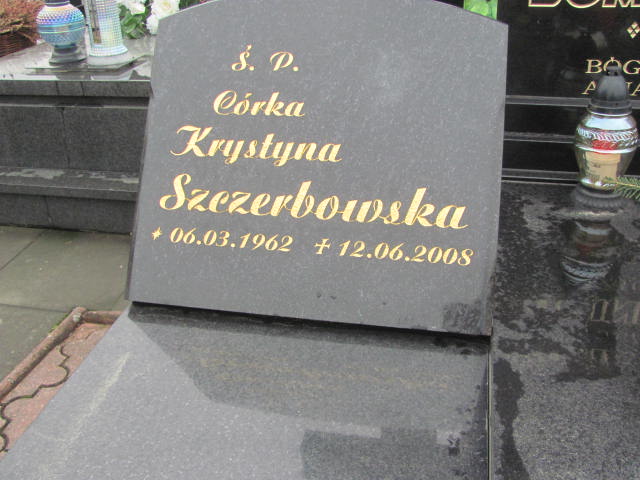 Ś. P.
Córka
Krystyna
Szczerbowska
* 06.03.1962 ✝ 12.06.2008